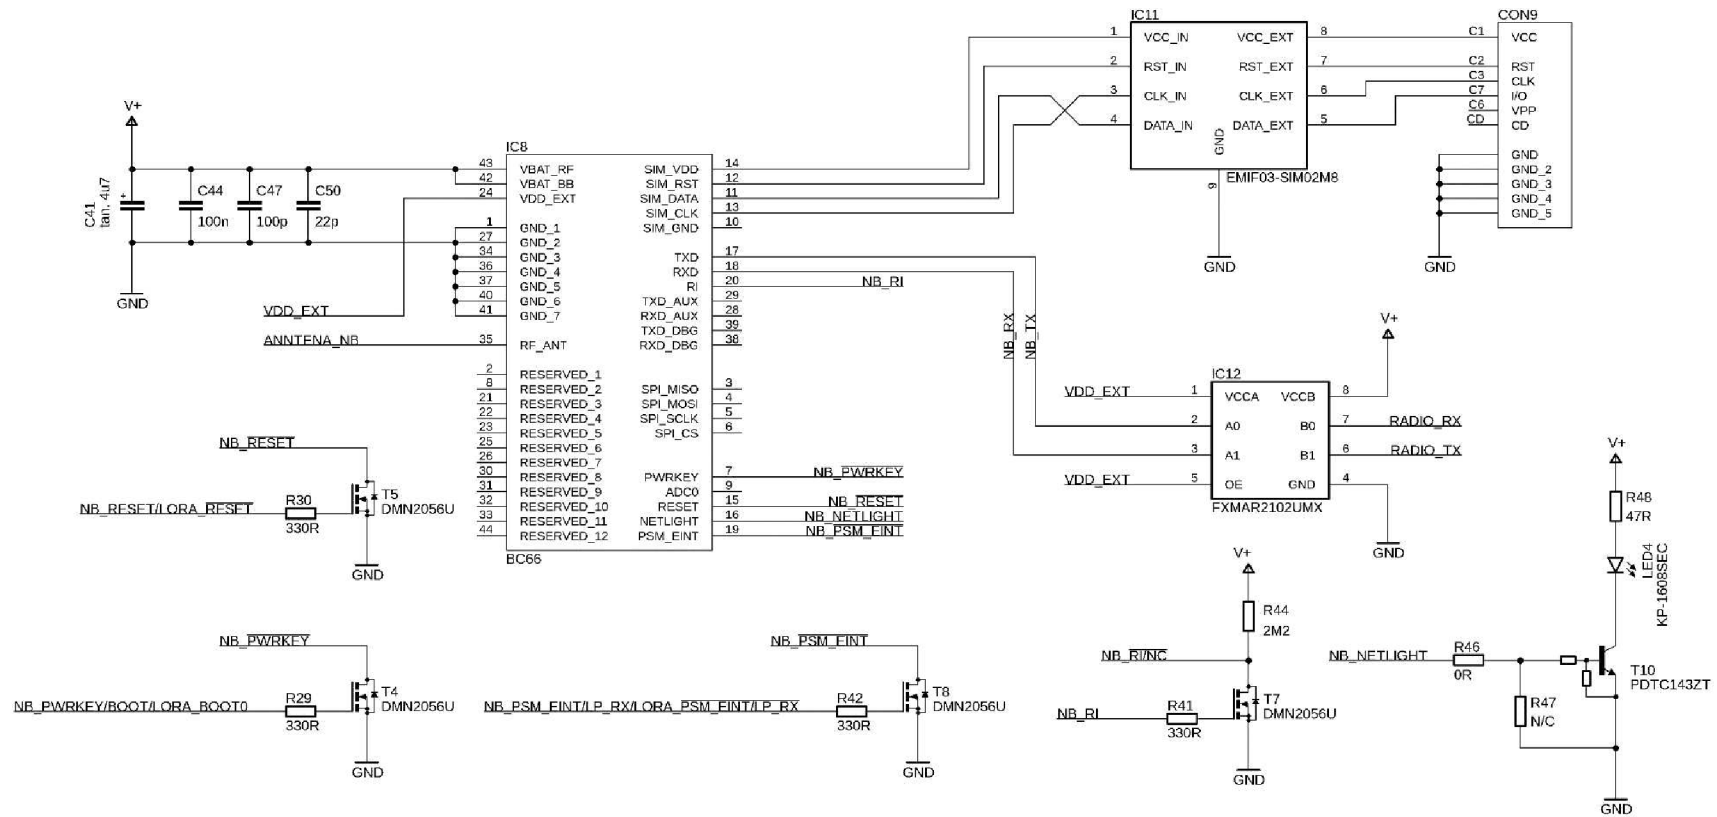 IC11
CON9
1 VCC_IN VCC_EXT 8 C1 VCC
2 RST_IN RST_EXT 7 C2 RST
C3 CLK
3 CLK_IN CLK_EXT 6 C7 I/O
C6 VPP
4 DATA_IN DATA_EXT 5 CD CD
GND
9
EMIF03-SIM02M8
GND
GND
GND_2
GND_3
GND_4
GND_5
GND
V+
C41
tan, 4u7
+
C44
100n
C47
100p
C50
22p
GND
IC8
43 VBAT_RF SIM_VDD 14
42 VBAT_BB SIM_RST 12
24 VDD_EXT SIM_DATA 11
SIM_CLK 13
1 GND_1 SIM_GND 10
27 GND_2
34 GND_3 TXD 17
36 GND_4 RXD 18
37 GND_5 RI 20 NB_RI
40 GND_6 TXD_AUX 29
41 GND_7 RXD_AUX 28
TXD_DBG 39
35 RF_ANT RXD_DBG 38
VDD_EXT
ANNTENA_NB
2 RESERVED_1
8 RESERVED_2 SPI_MISO 3
21 RESERVED_3 SPI_MOSI 4
22 RESERVED_4 SPI_SCLK 5
23 RESERVED_5 SPI_CS 6
25 RESERVED_6
26 RESERVED_7
30 RESERVED_8 PWRKEY 7 NB_PWRKEY
31 RESERVED_9 ADC0 9
32 RESERVED_10 RESET 15 NB_RESET
33 RESERVED_11 NETLIGHT 16 NB_NETLIGHT
44 RESERVED_12 PSM_EINT 19 NB_PSM_EINT
BC66
NB_RX
NB_TX
V+
IC12
VDD_EXT 1 VCCA VCCB 8
2 A0 B0 7 RADIO_RX
3 A1 B1 6 RADIO_TX
VDD_EXT 5 OE GND 4
FXMAR2102UMX
GND
NB_RESET
NB_RESET/LORA_RESET
R30
330R
T5
DMN2056U
GND
NB_PWRKEY
NB_PWRKEY/BOOT/LORA_BOOT0
R29
330R
T4
DMN2056U
GND
NB_PSM_EINT
NB_PSM_EINT/LP_RX/LORA_PSM_EINT/LP_RX
R42
330R
T8
DMN2056U
GND
V+
R44
2M2
NB_RI/NC
NB_RI
R41
330R
T7
DMN2056U
GND
V+
R48
47R
LED4
KP-1608SEC
NB_NETLIGHT
R46
0R
T10
PDTC143ZT
R47
N/C
GND